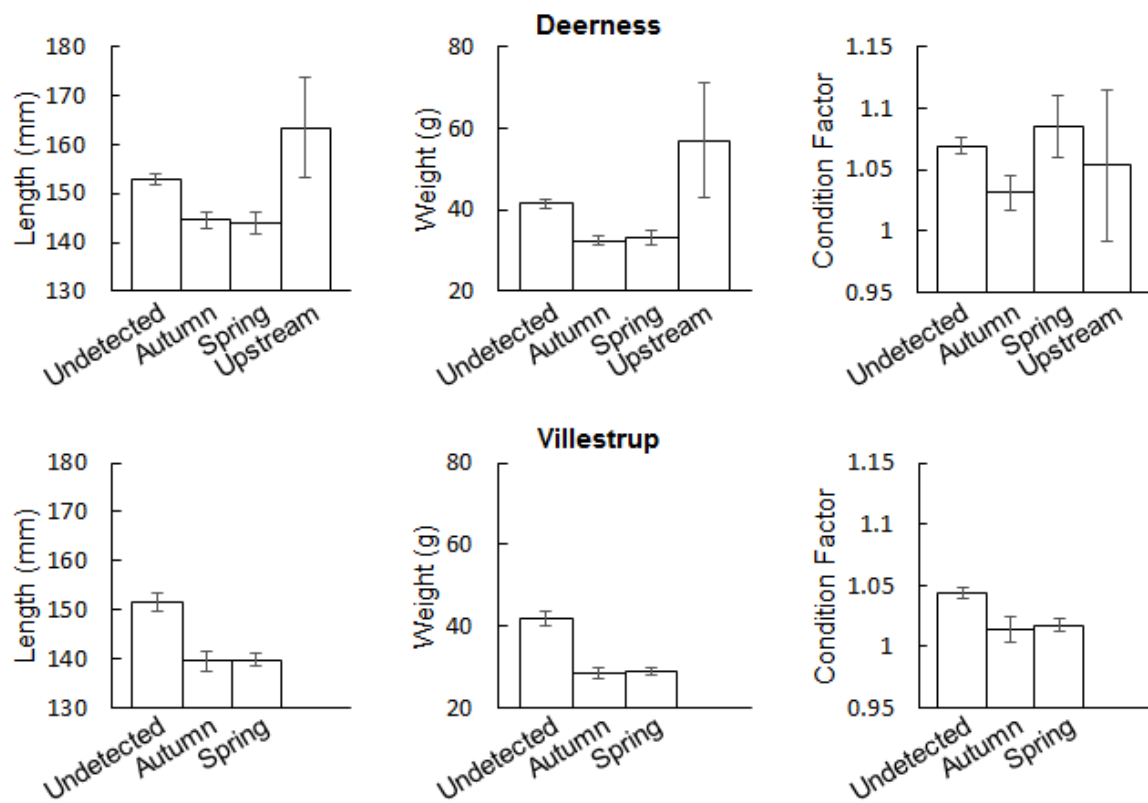 Deerness
Length (mm)
180
170
160
150
140
130
Undetected
Autumn
Spring
Upstream
Weight (g)
80
60
40
20
Undetected
Autumn
Spring
Upstream
Condition Factor
1.15
1.1
1.05
1
0.95
Undetected
Autumn
Spring
Upstream
Villestrup
Length (mm)
180
170
160
150
140
130
Undetected
Autumn
Spring
Weight (g)
80
60
40
20
Undetected
Autumn
Spring
Condition Factor
1.15
1.1
1.05
1
0.95
Undetected
Autumn
Spring